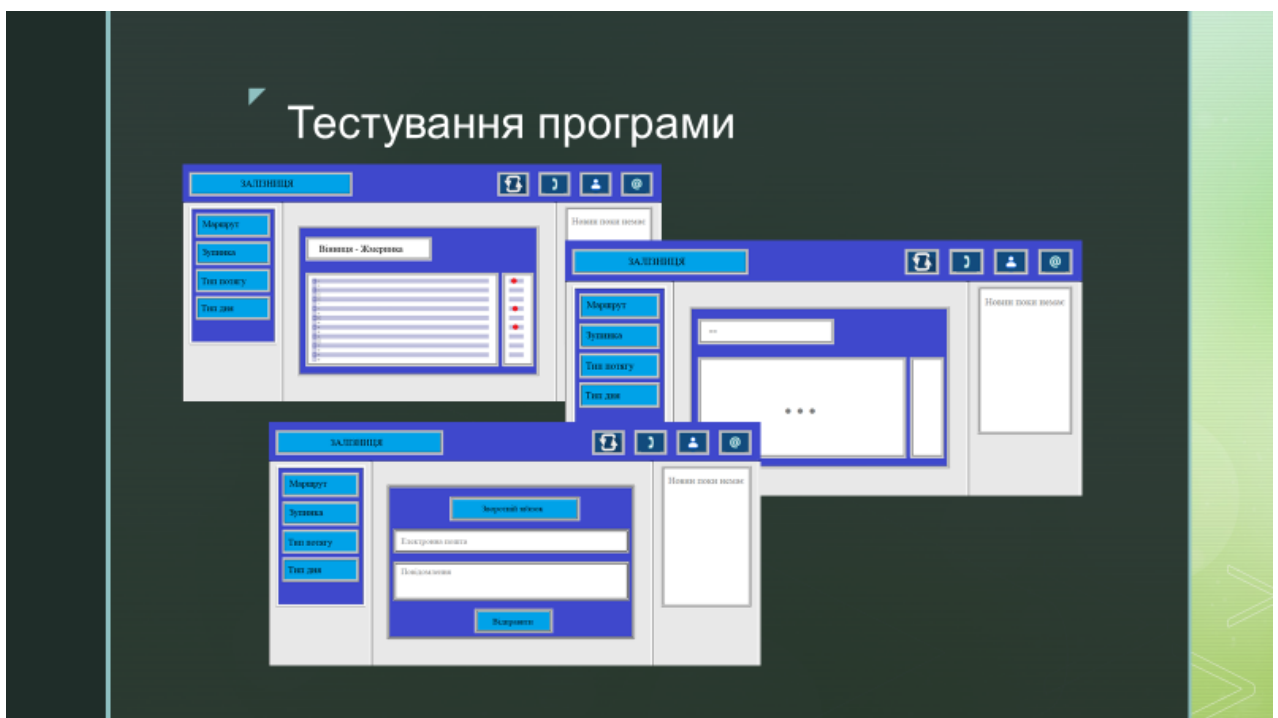 Тестування програми
ЗАЛІЗНИЦЯ
@
Маршрут
Зупинка
Тип потягу
Тип дня
Вінниця - Жмеринка
Новин поки немає
ЗАЛІЗНИЦЯ
@
Маршрут
Зупинка
Тип потягу
Тип дня
Новин поки немає
ЗАЛІЗНИЦЯ
@
Маршрут
Зупинка
Тип потягу
Тип дня
Зворотній зв'язок
Електронна пошта
Повідомлення
Відправити
Новин поки немає